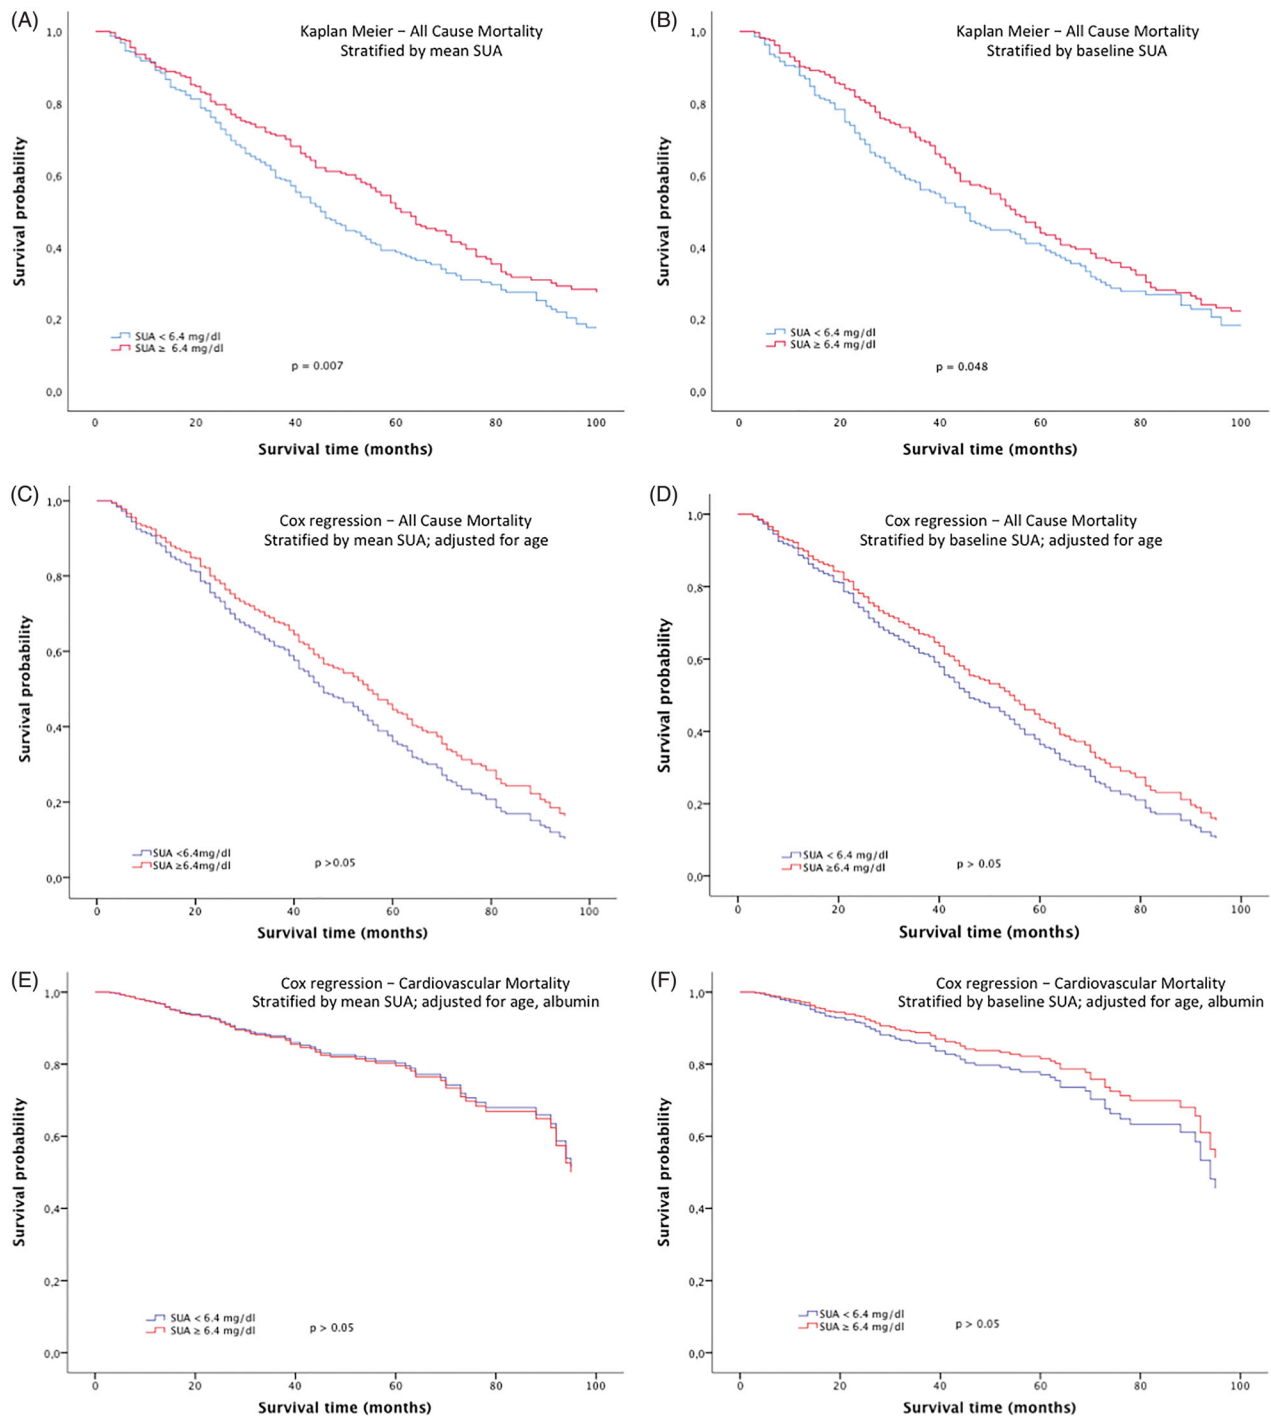 (A)
Kaplan Meier – All Cause Mortality
Stratified by mean SUA
Survival probability
1,0
0,8
0,6
0,4
0,2
0,0
SUA < 6.4 mg/dl
SUA ≥ 6.4 mg/dl
p = 0.007
0 20 40 60 80 100
Survival time (months)
(B)
Kaplan Meier – All Cause Mortality
Stratified by baseline SUA
Survival probability
1,0
0,8
0,6
0,4
0,2
0,0
SUA < 6.4 mg/dl
SUA ≥ 6.4 mg/dl
p = 0.048
0 20 40 60 80 100
Survival time (months)
(C)
Cox regression – All Cause Mortality
Stratified by mean SUA; adjusted for age
Survival probability
1,0
0,8
0,6
0,4
0,2
0,0
SUA <6.4mg/dl
SUA ≥6.4mg/dl
p >0.05
0 20 40 60 80 100
Survival time (months)
(D)
Cox regression – All Cause Mortality
Stratified by baseline SUA; adjusted for age
Survival probability
1,0
0,8
0,6
0,4
0,2
0,0
SUA < 6.4 mg/dl
SUA ≥6.4 mg/dl
p > 0.05
0 20 40 60 80 100
Survival time (months)
(E)
Cox regression – Cardiovascular Mortality
Stratified by mean SUA; adjusted for age, albumin
Survival probability
1,0
0,8
0,6
0,4
0,2
0,0
SUA < 6.4 mg/dl
SUA ≥ 6.4 mg/dl
p > 0.05
0 20 40 60 80 100
Survival time (months)
(F)
Cox regression – Cardiovascular Mortality
Stratified by baseline SUA; adjusted for age, albumin
Survival probability
1,0
0,8
0,6
0,4
0,2
0,0
SUA < 6.4 mg/dl
SUA ≥ 6.4 mg/dl
p > 0.05
0 20 40 60 80 100
Survival time (months)